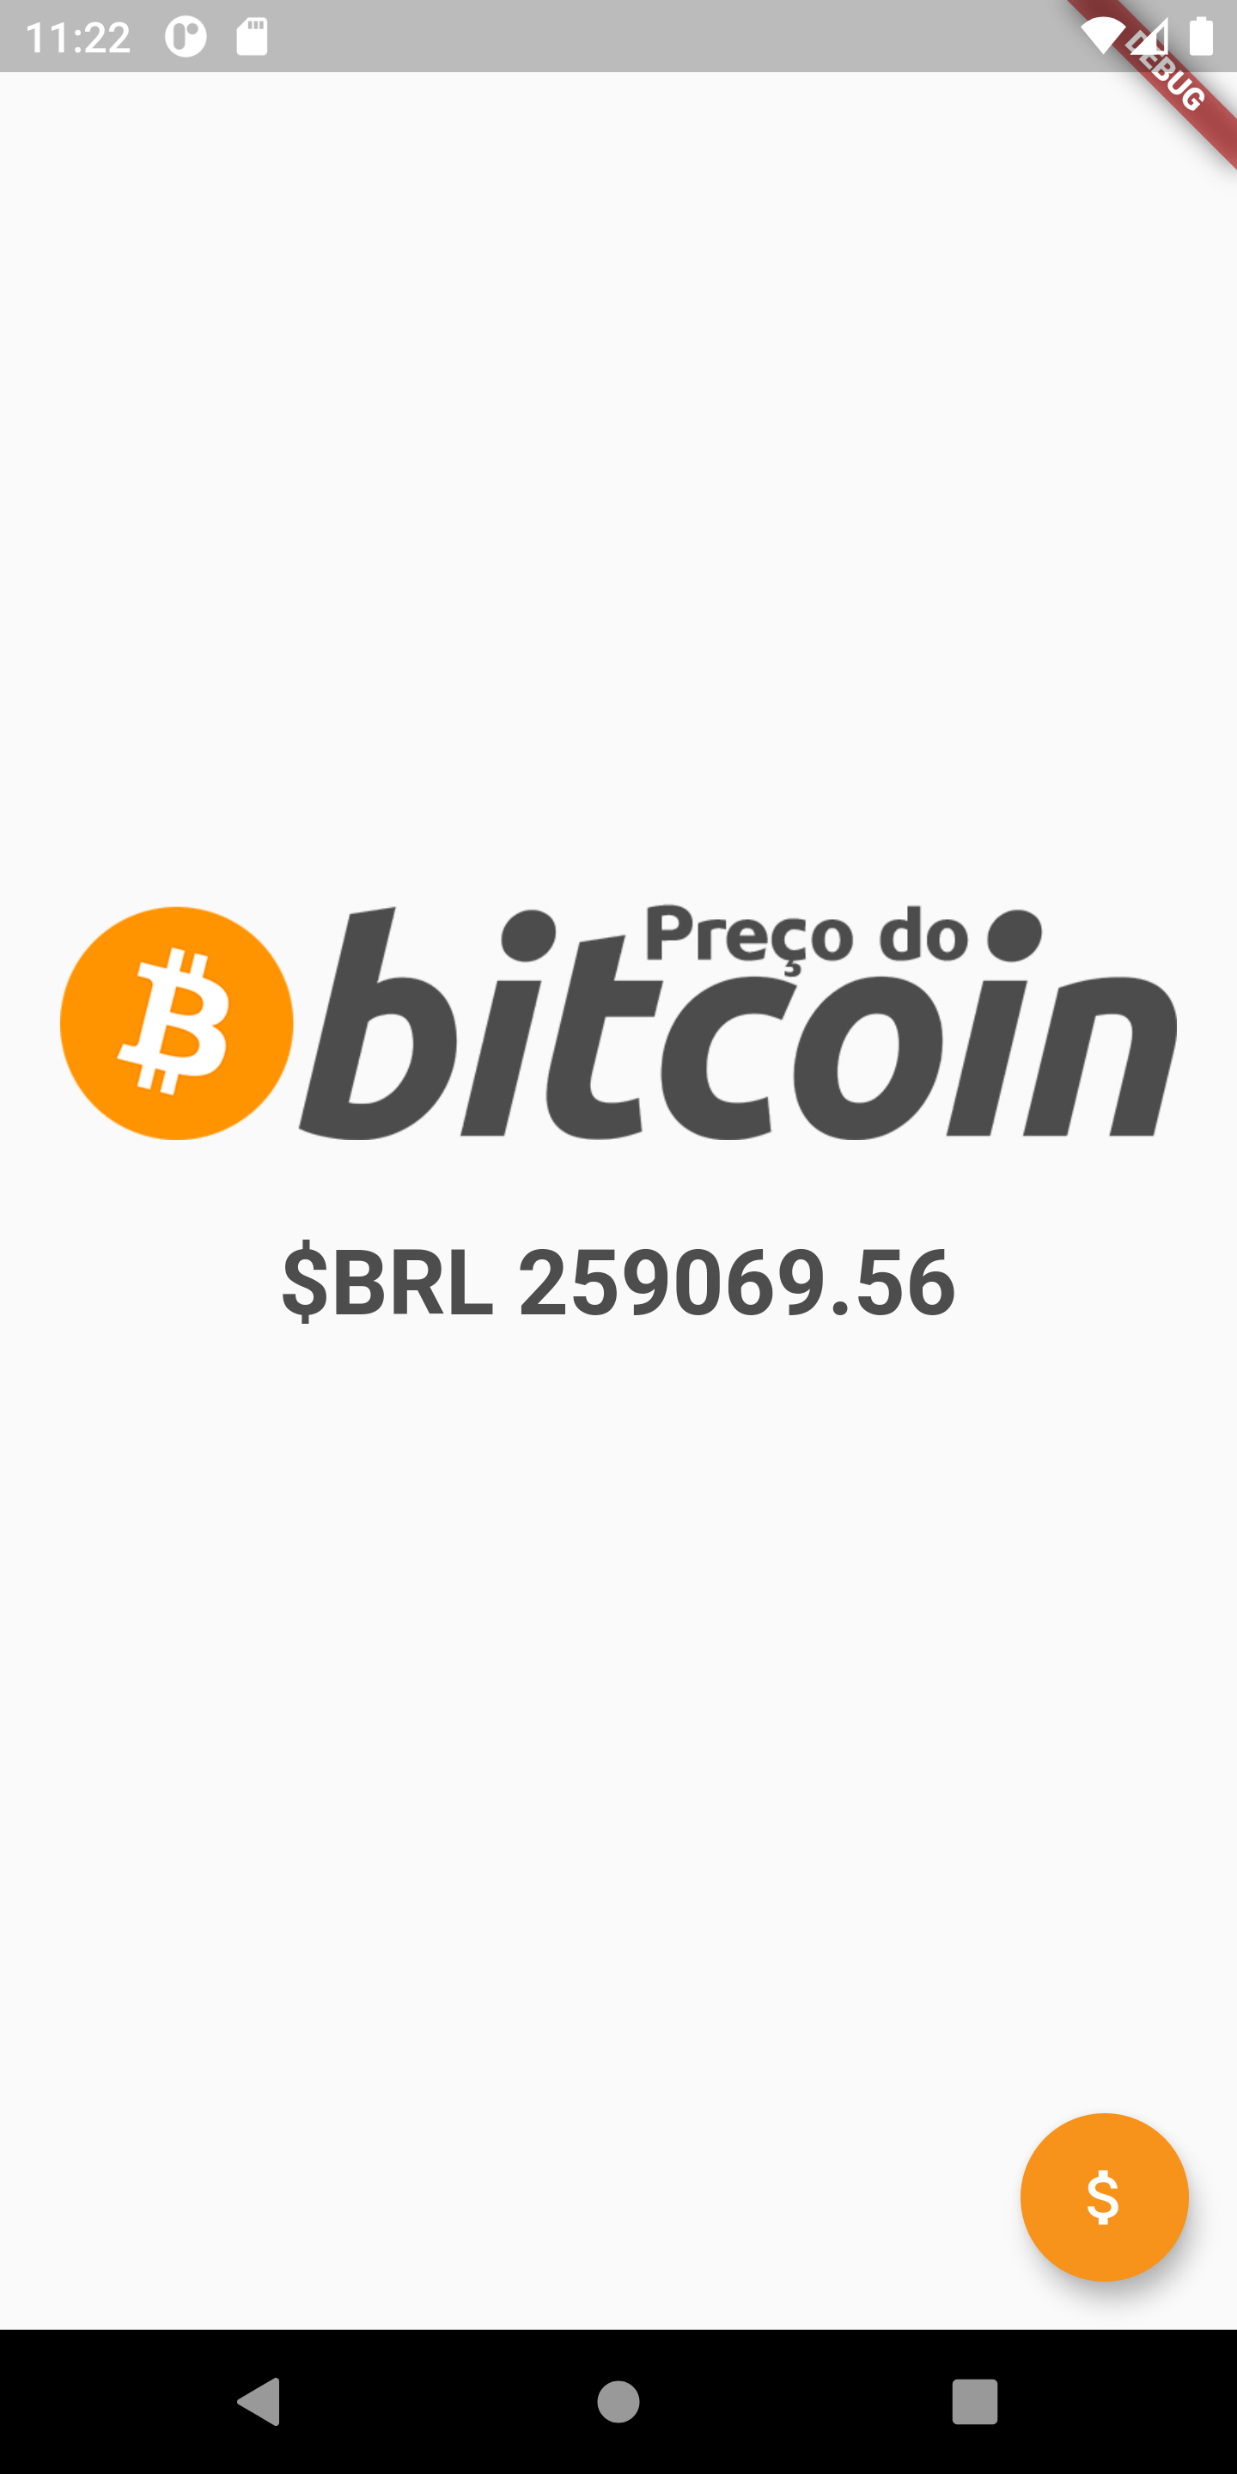 11:22
DEBUG
Preço do
bitcoin
$BRL 259069.56
$